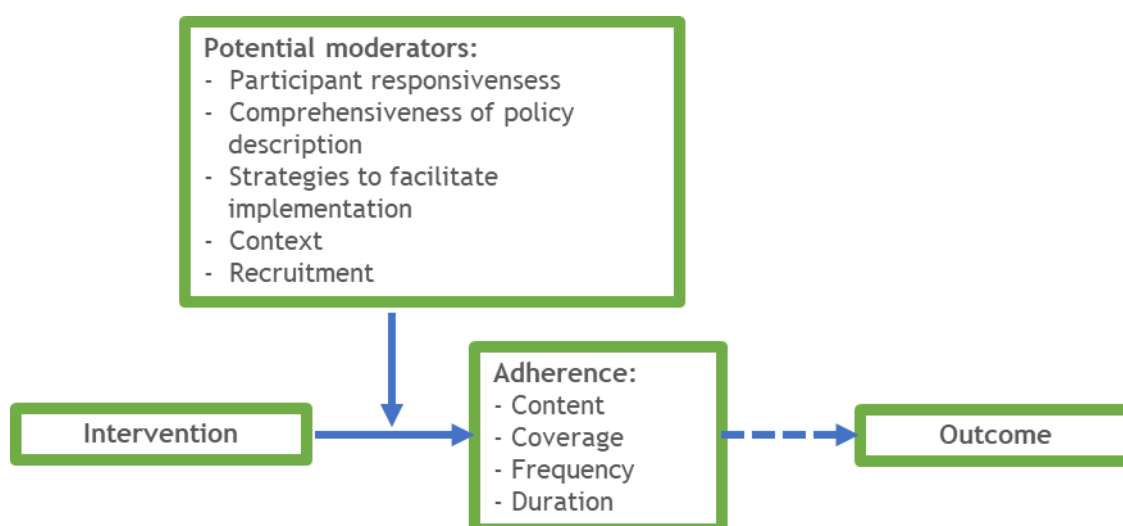 Potential moderators:
- Participant responsivensess
- Comprehensiveness of policy
description
- Strategies to facilitate
implementation
- Context
- Recruitment
Adherence:
- Content
- Coverage
- Frequency
- Duration
Intervention
Outcome